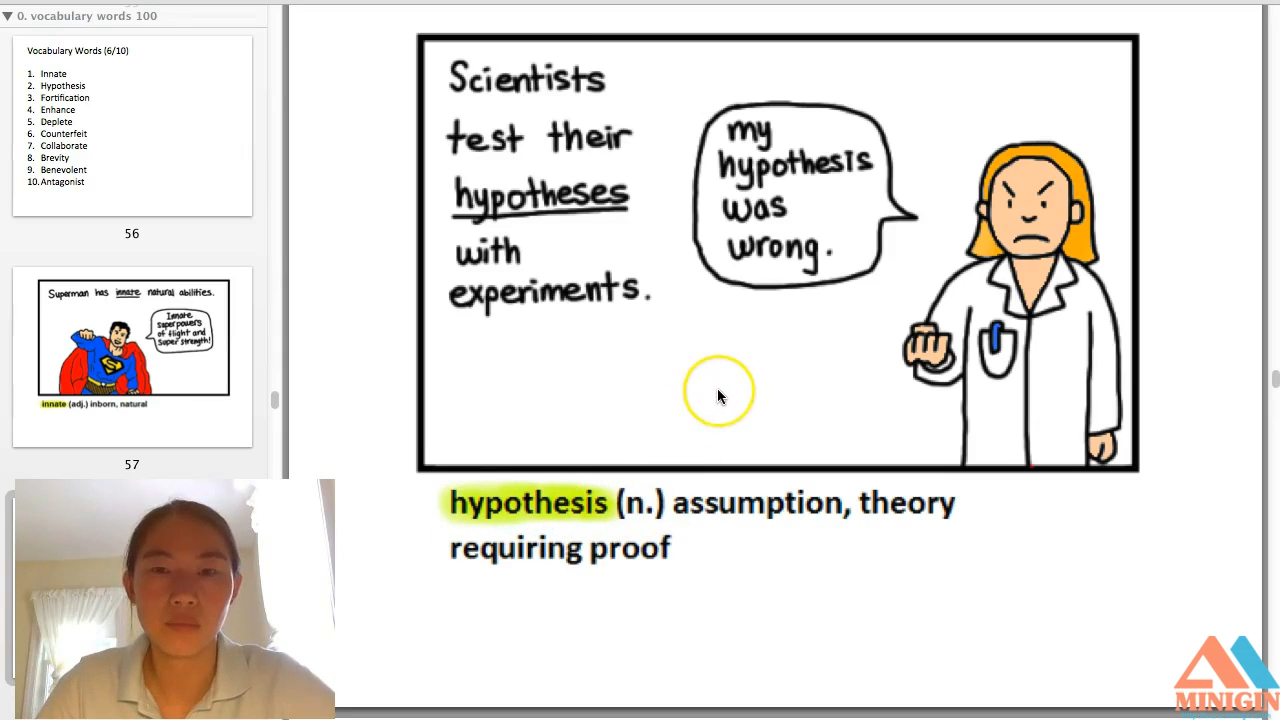 0. vocabulary words 100
Vocabulary Words (6/10)
1. Innate
2. Hypothesis
3. Fortification
4. Enhance
5. Deplete
6. Counterfeit
7. Collaborate
8. Brevity
9. Benevolent
10. Antagonist
56
Superman has innate natural abilities.
Innate
superpowers
of flight and
super strength!
innate (adj.) inborn, natural
57
Scientists
test their
hypotheses
with
experiments.
my
hypothesis
was
wrong.
hypothesis (n.) assumption, theory
requiring proof
MINIGIN